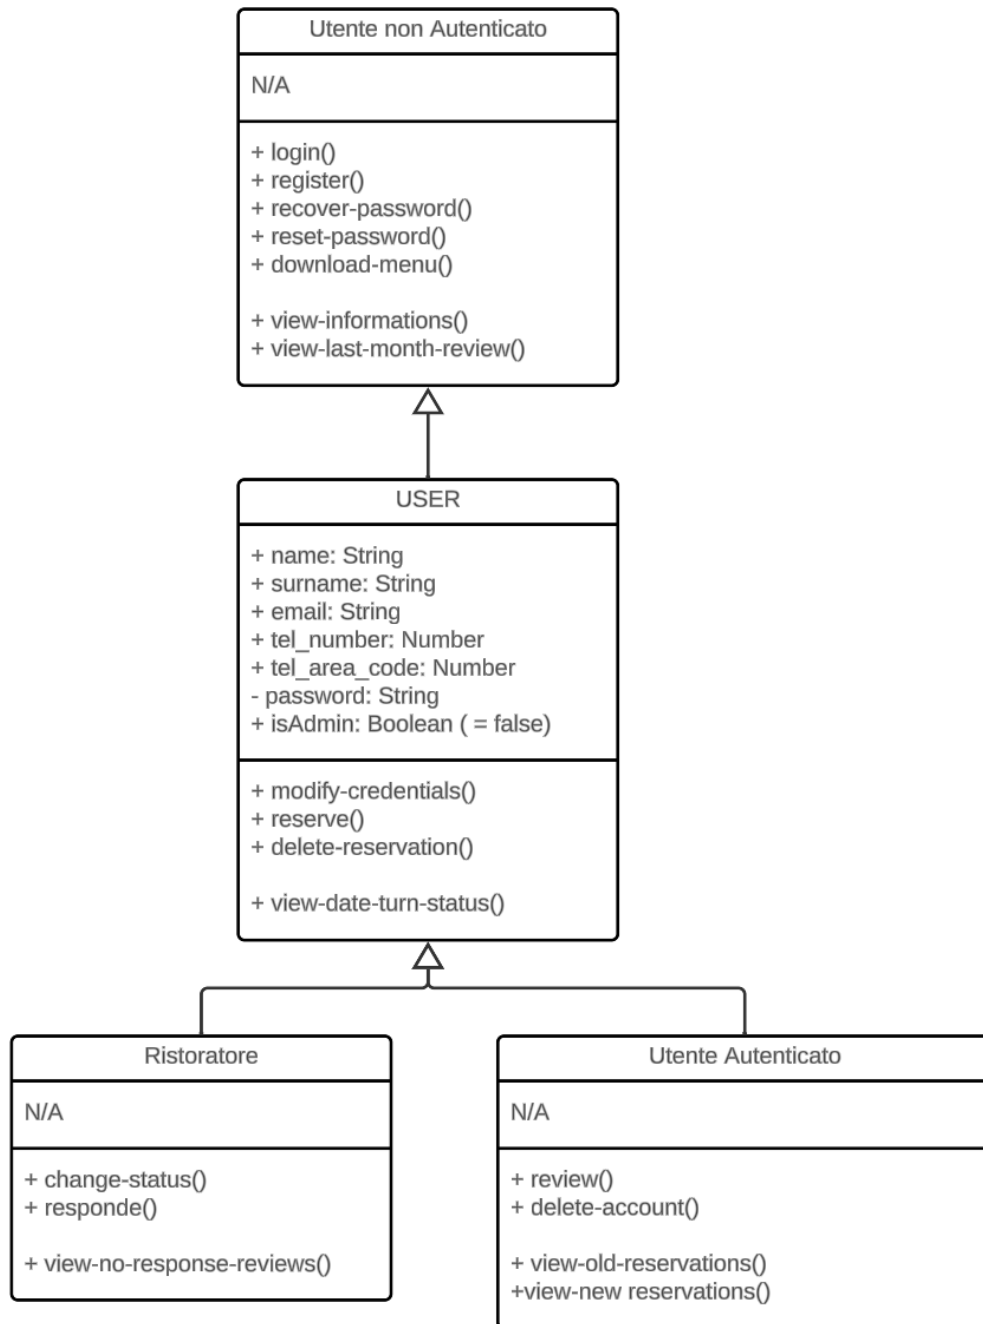 Utente non Autenticato
N/A
+ login()
+ register()
+ recover-password()
+ reset-password()
+ download-menu()
+ view-informations()
+ view-last-month-review()
USER
+ name: String
+ surname: String
+ email: String
+ tel_number: Number
+ tel_area_code: Number
- password: String
+ isAdmin: Boolean ( = false)
+ modify-credentials()
+ reserve()
+ delete-reservation()
+ view-date-turn-status()
Ristoratore
N/A
+ change-status()
+ responde()
+ view-no-response-reviews()
Utente Autenticato
N/A
+ review()
+ delete-account()
+ view-old-reservations()
+view-new reservations()